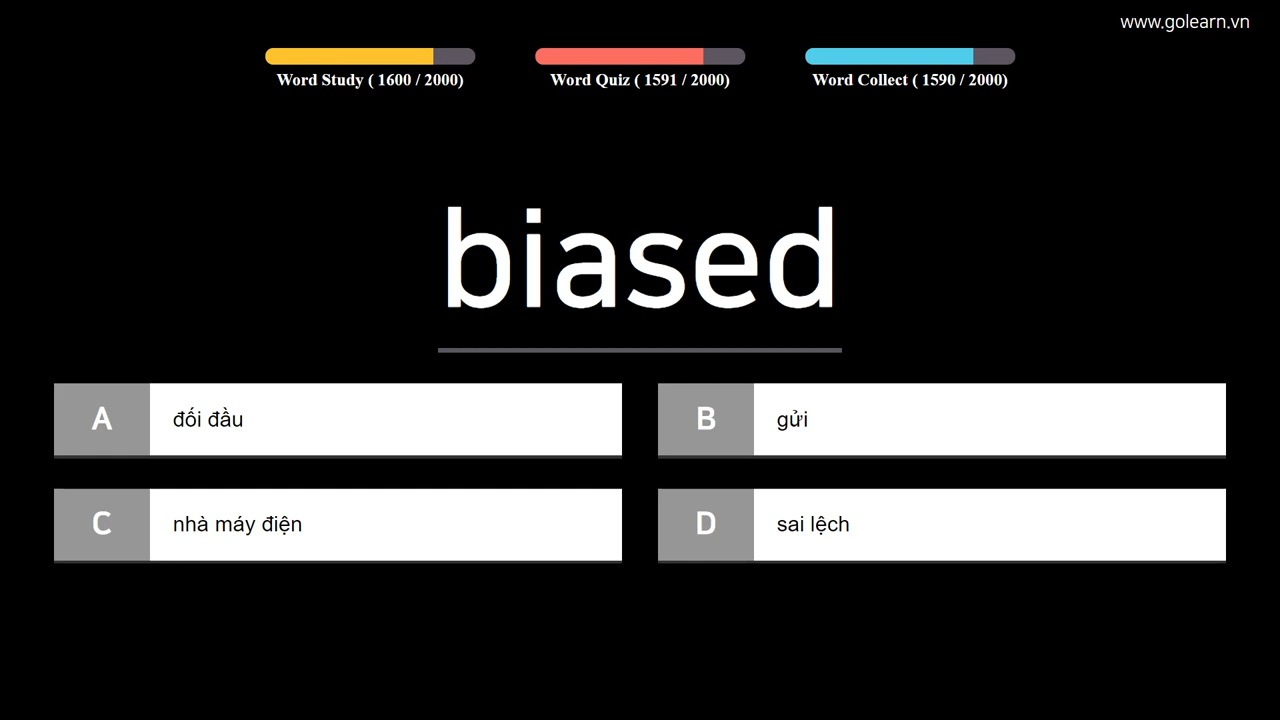 www.golearn.vn
Word Study ( 1600 / 2000)
Word Quiz ( 1591 / 2000)
Word Collect ( 1590 / 2000)
biased
A đối đầu
B gửi
C nhà máy điện
D sai lệch